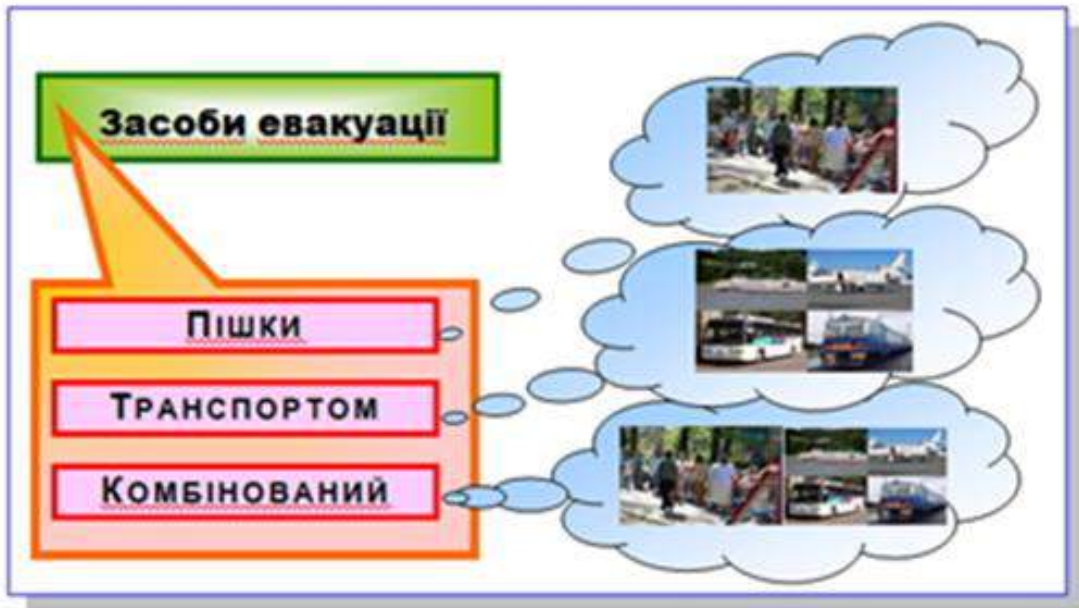 Засоби евакуації
Пішки
Транспортом
Комбінований